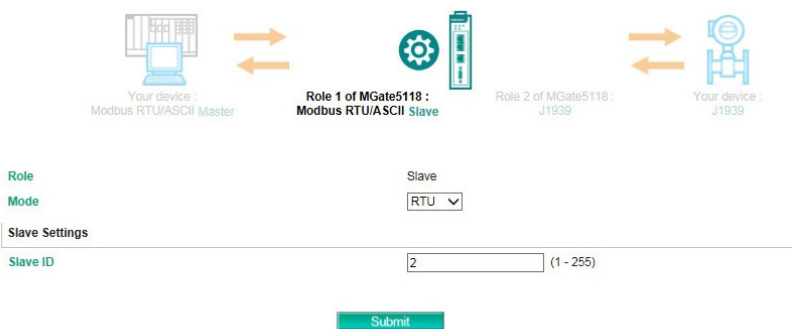 Your device :
Modbus RTU/ASCII Master
Role 1 of MGate5118 :
Modbus RTU/ASCII Slave
Role 2 of MGate5118 :
J1939
Your device :
J1939
Role Slave
Mode RTU
Slave Settings
Slave ID 2 (1 - 255)
Submit